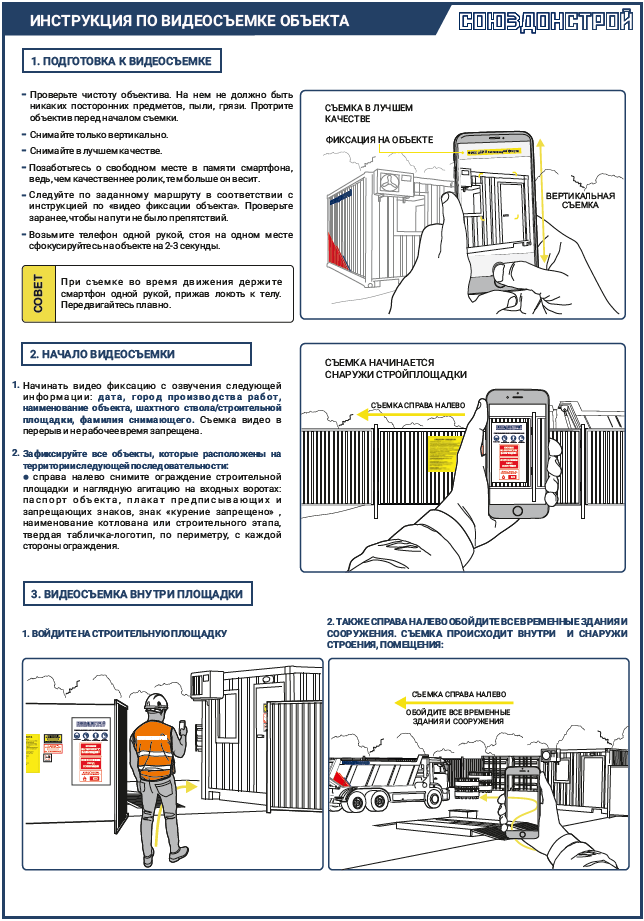 ИНСТРУКЦИЯ ПО ВИДЕОСЪЕМКЕ ОБЪЕКТА
СОЮЗДОНСТРОЙ
1. ПОДГОТОВКА К ВИДЕОСЪЕМКЕ
- Проверьте чистоту объектива. На нем не должно быть
никаких посторонних предметов, пыли, грязи. Протрите
объектив перед началом съемки.
- Снимайте только вертикально.
- Снимайте в лучшем качестве.
- Позаботьтесь о свободном месте в памяти смартфона,
ведь, чем качественнее ролик, тем больше он весит.
- Следуйте по заданному маршруту в соответствии с
инструкцией по «видео фиксации объекта». Проверьте
заранее, чтобы на пути не было препятствий.
- Возьмите телефон одной рукой, стоя на одном месте
сфокусируйтесь на объекте на 2-3 секунды.
СОВЕТ
При съемке во время движения держите
смартфон одной рукой, прижав локоть к телу.
Передвигайтесь плавно.
СЪЕМКА В ЛУЧШЕМ
КАЧЕСТВЕ
ФИКСАЦИЯ НА ОБЪЕКТЕ
ВЕРТИКАЛЬНАЯ
СЪЕМКА
2. НАЧАЛО ВИДЕОСЪЕМКИ
1. Начинать видео фиксацию с озвучения следующей
информации: дата, город производства работ,
наименование объекта, шахтного ствола/строительной
площадки, фамилия снимающего. Съемка видео в
перерыв и не рабочее время запрещена.
2. Зафиксируйте все объекты, которые расположены на
территории следующей последовательности:
● справа налево снимите ограждение строительной
площадки и наглядную агитацию на входных воротах:
паспорт объекта, плакат предписывающих и
запрещающих знаков, знак «курение запрещено» ,
наименование котлована или строительного этапа,
твердая табличка-логотип, по периметру, с каждой
стороны ограждения.
СЪЕМКА НАЧИНАЕТСЯ
СНАРУЖИ СТРОЙПЛОЩАДКИ
СЪЕМКА СПРАВА НАЛЕВО
3. ВИДЕОСЪЕМКА ВНУТРИ ПЛОЩАДКИ
1. ВОЙДИТЕ НА СТРОИТЕЛЬНУЮ ПЛОЩАДКУ
2. ТАКЖЕ СПРАВА НАЛЕВО ОБОЙДИТЕ ВСЕ ВРЕМЕННЫЕ ЗДАНИЯ И
СООРУЖЕНИЯ. СЪЕМКА ПРОИСХОДИТ ВНУТРИ И СНАРУЖИ
СТРОЕНИЯ, ПОМЕЩЕНИЯ:
СЪЕМКА СПРАВА НАЛЕВО
ОБОЙДИТЕ ВСЕ ВРЕМЕННЫЕ
ЗДАНИЯ И СООРУЖЕНИЯ